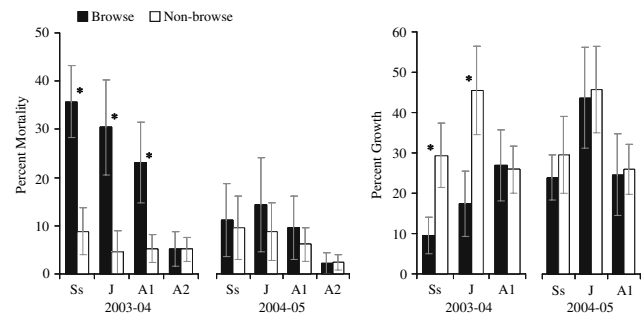 Browse Non-browse
50
40
30
20
10
0
Percent Mortality
* * *
Ss J A1 A2 Ss J A1 A2
2003-04 2004-05
60
50
40
30
20
10
0
Percent Growth
* *
Ss J A1 Ss J A1
2003-04 2004-05